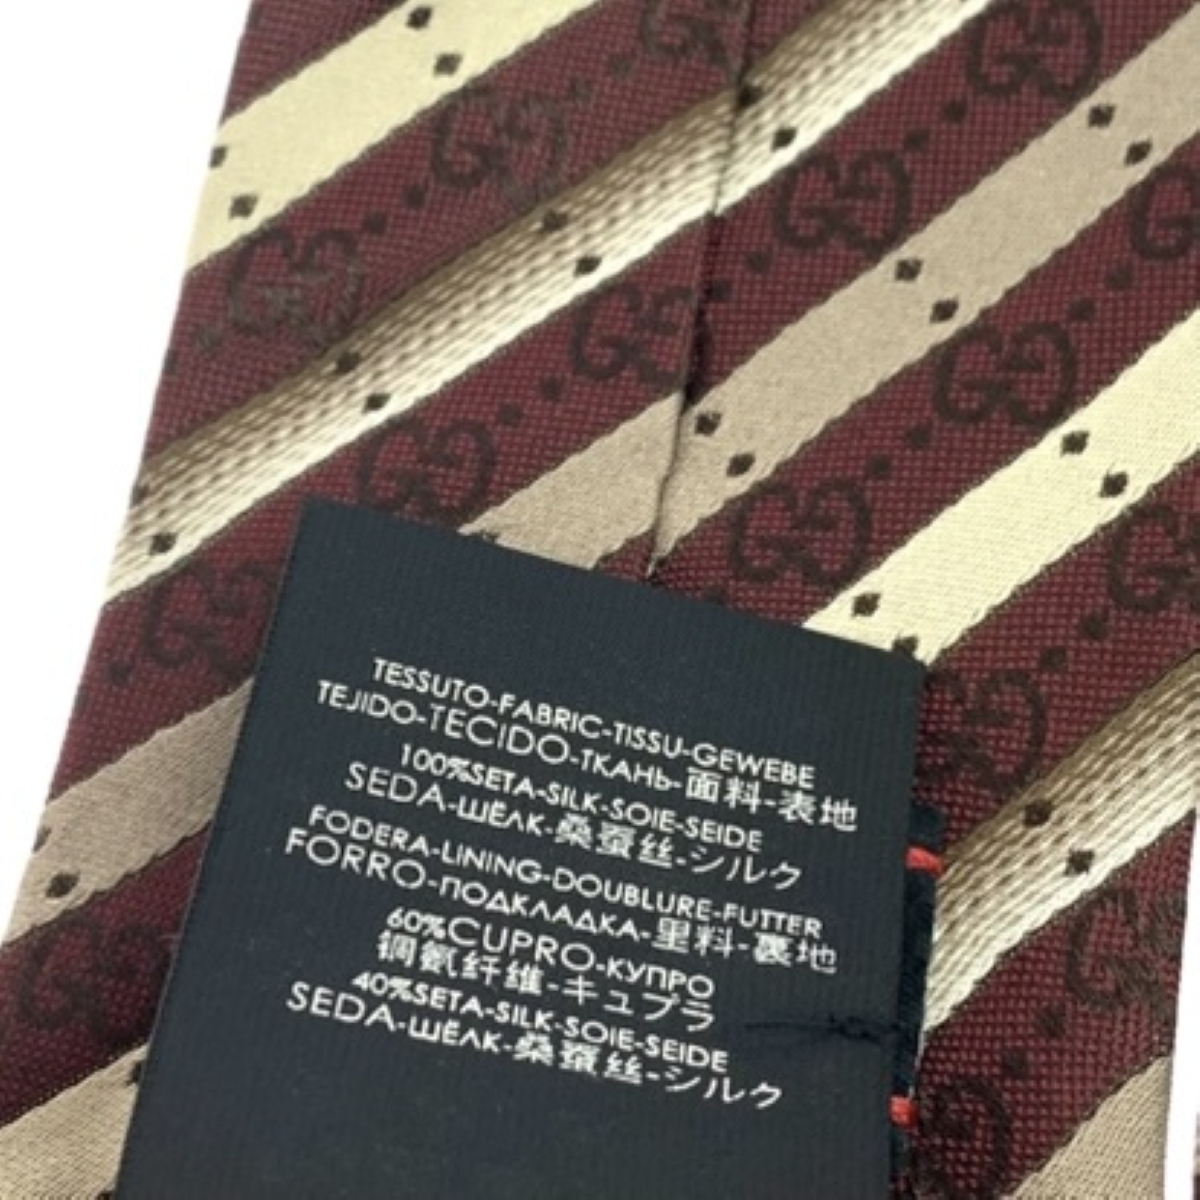 TESSUTO-FABRIC-TISSU-GEWEBE
TEJIDO-TECIDO-ТКАНЬ-面料-表地
100%SETA-SILK-SOIE-SEIDE
SEDA-ШЁЛК-桑蚕丝-シルク
FODERA-LINING-DOUBLURE-FUTTER
FORRO-ПОДКЛАДКА-里料-裏地
60%CUPRO-КУПРО
铜氨纤维-キュプラ
40%SETA-SILK-SOIE-SEIDE
SEDA-ШЁЛК-桑蚕丝-シルク